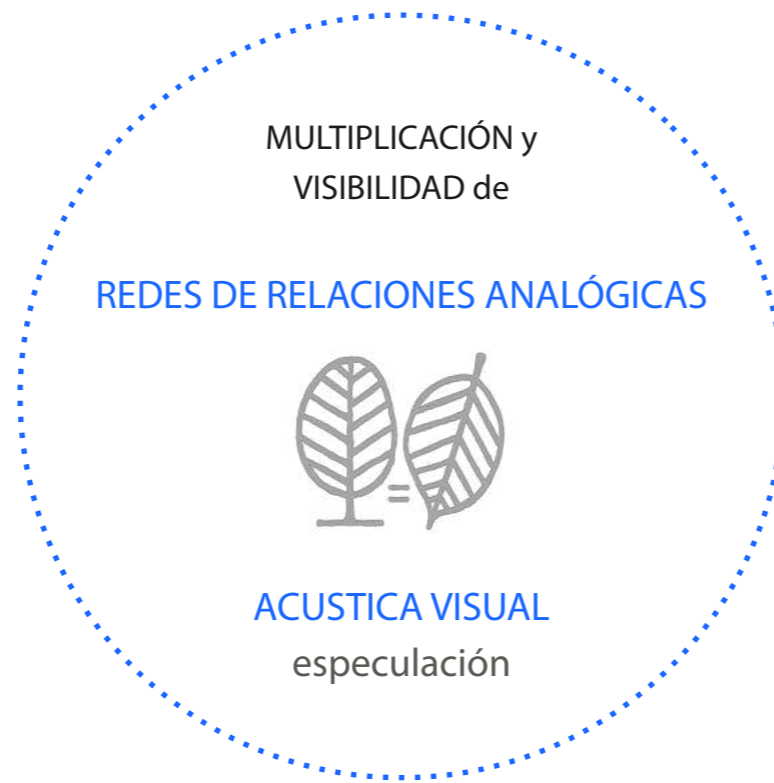 MULTIPLICACIÓN y
VISIBILIDAD de
REDES DE RELACIONES ANALÓGICAS
=
ACUSTICA VISUAL
especulación